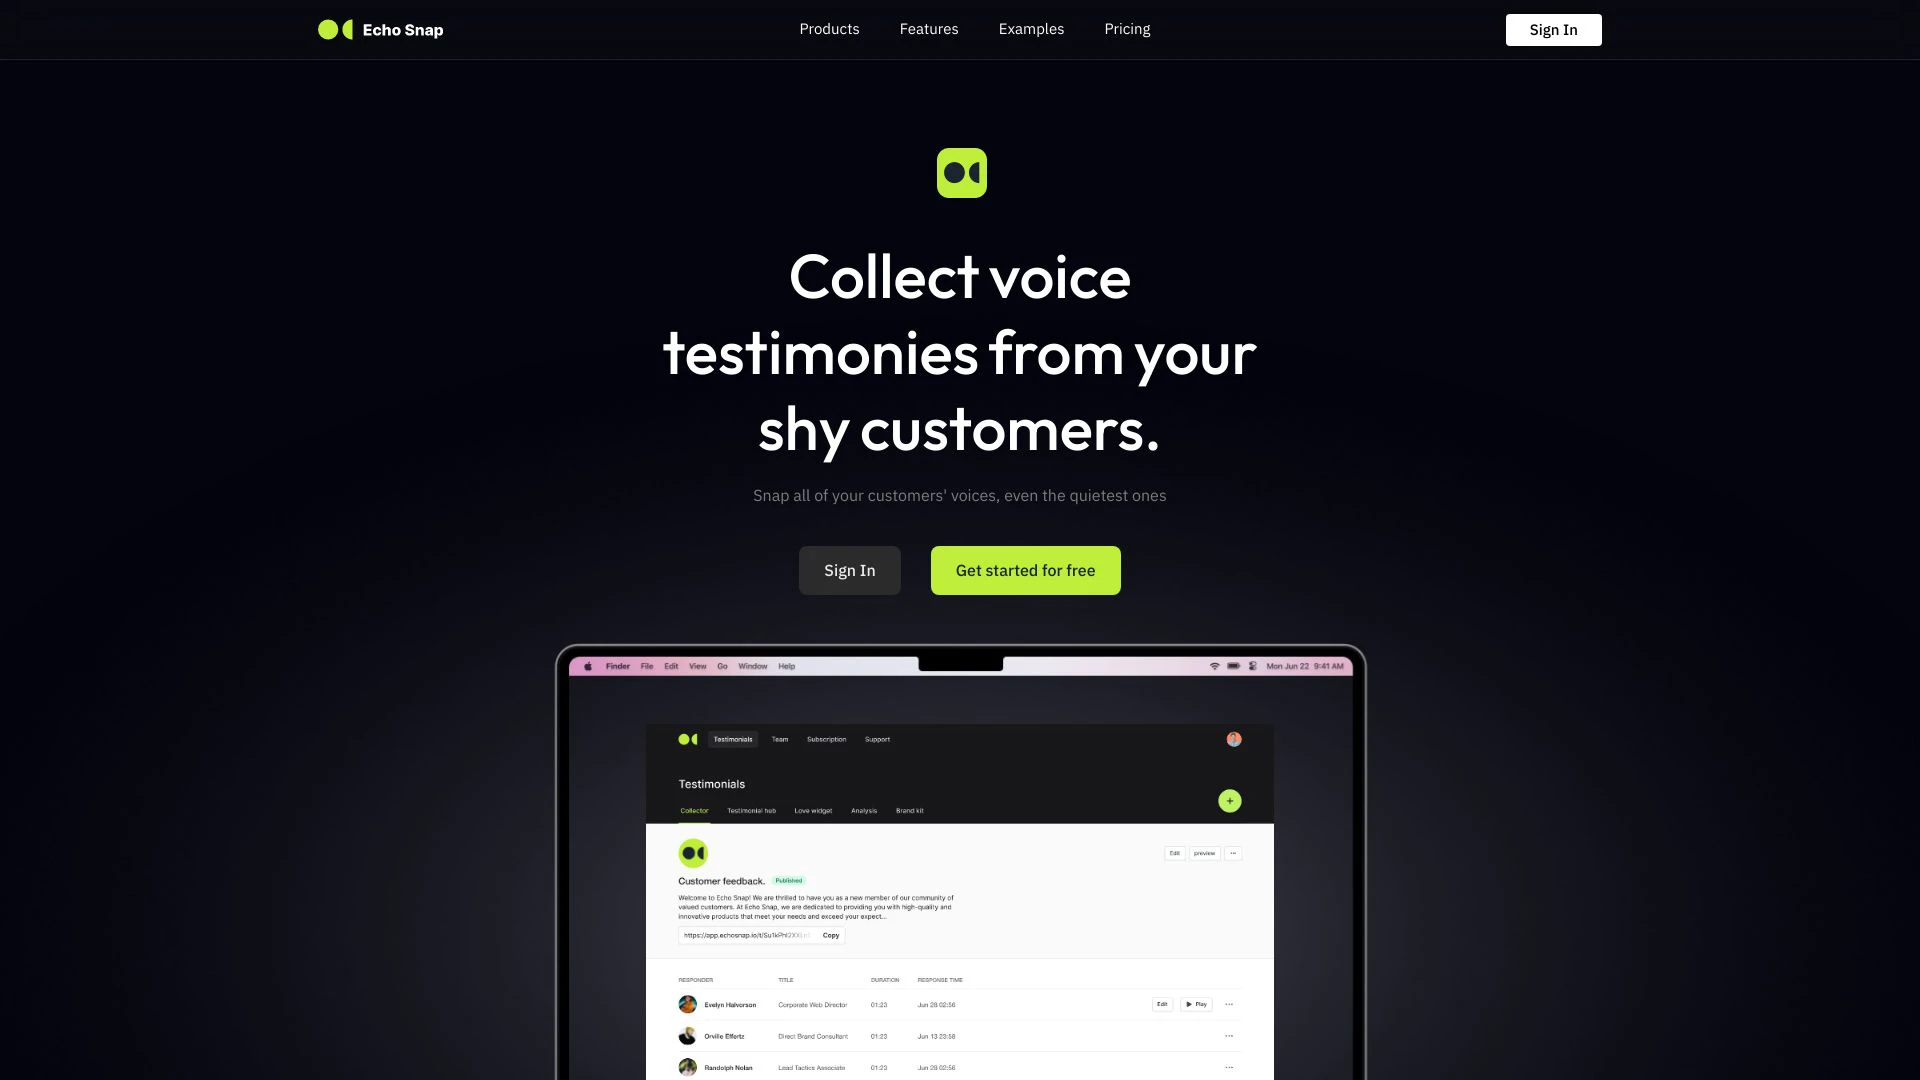 Echo Snap
Products Features Examples Pricing
Sign In
Collect voice
testimonies from your
shy customers.
Snap all of your customers' voices, even the quietest ones
Sign In Get started for free
Finder File Edit View Go Window Help
Mon Jun 22 9:41 AM
Testimonials Team Subscription Support
Testimonials
Collector Testimonial hub Love widget Analysis Brand kit
+
Edit preview ...
Customer feedback. Published
Welcome to Echo Snap! We are thrilled to have you as a new member of our community of
valued customers. At Echo Snap, we are dedicated to providing you with high-quality and
innovative products that meet your needs and exceed your expect...
Copy
RESPONDER TITLE DURATION RESPONSE TIME
Evelyn Halvorson Corporate Web Director 01:23 Jun 28 02:56 Edit Play ...
Orville Effertz Direct Brand Consultant 01:23 Jun 13 23:58 ...
Randolph Nolan Lead Tactics Associate 01:23 Jun 28 02:56 ...